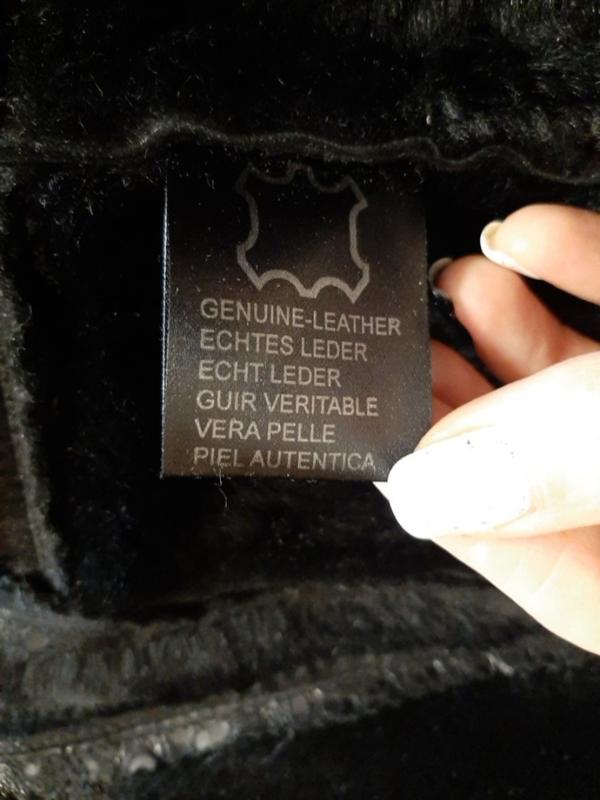 GENUINE-LEATHER
ECHTES LEDER
ECHT LEDER
GUIR VERITABLE
VERA PELLE
PIEL AUTENTICA